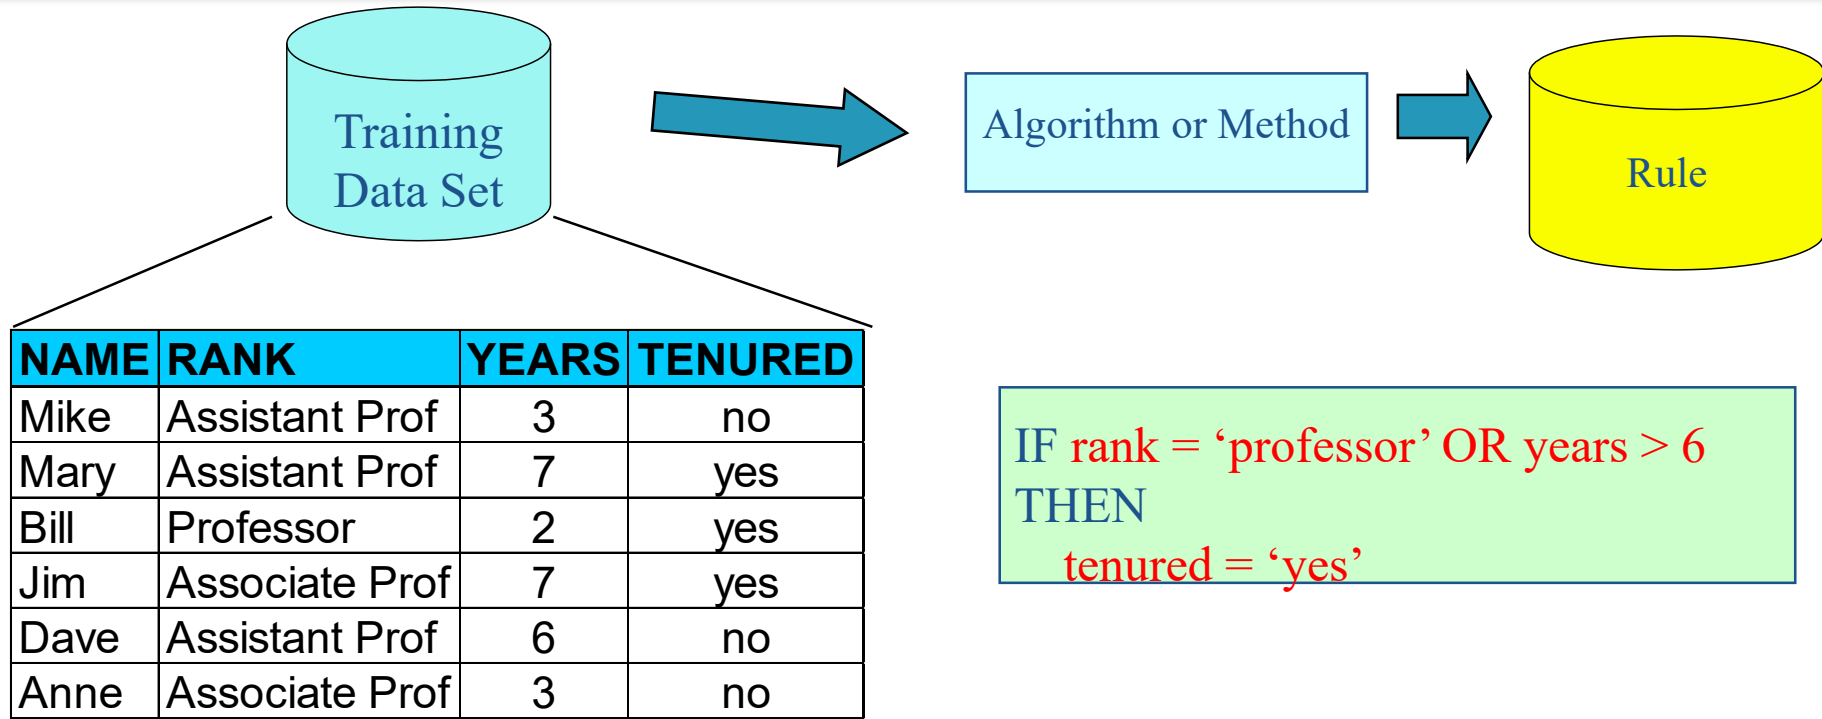 Training
Data Set
Algorithm or Method
Rule
NAME RANK YEARS TENURED
Mike Assistant Prof 3 no
Mary Assistant Prof 7 yes
Bill Professor 2 yes
Jim Associate Prof 7 yes
Dave Assistant Prof 6 no
Anne Associate Prof 3 no
IF rank = ‘professor’ OR years > 6
THEN
tenured = ‘yes’